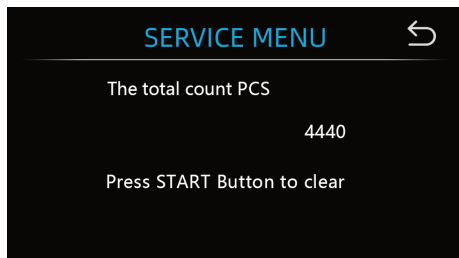 SERVICE MENU
The total count PCS
4440
Press START Button to clear